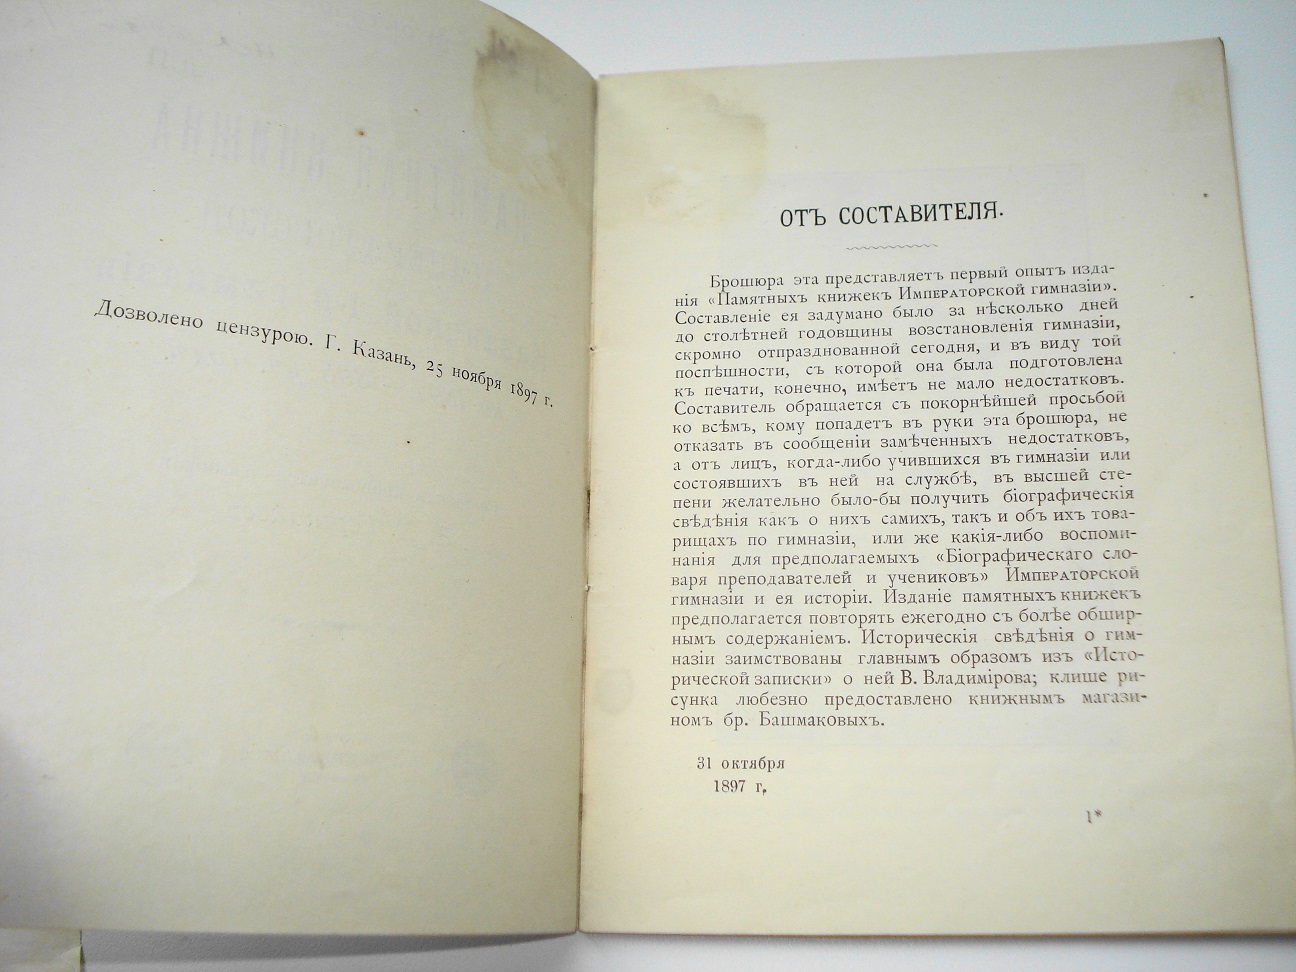 Дозволено цензурою. Г. Казань, 25 ноября 1897 г.
ОТЪ СОСТАВИТЕЛЯ.
Брошюра эта представляетъ первый опытъ изда-
нія «Памятныхъ книжекъ Императорской гимназіи».
Составленіе ея задумано было за нѣсколько дней
до столѣтней годовщины возстановленія гимназіи,
скромно отпразднованной сегодня, и въ виду той
поспѣшности, съ которой она была подготовлена
къ печати, конечно, имѣетъ не мало недостатковъ.
Составитель обращается съ покорнѣйшей просьбой
ко всѣмъ, кому попадетъ въ руки эта брошюра, не
отказать въ сообщеніи замѣченныхъ недостатковъ,
а отъ лицъ, когда-либо учившихся въ гимназіи или
состоявшихъ въ ней на службѣ, въ высшей сте-
пени желательно было-бы получить біографическія
свѣдѣнія какъ о нихъ самихъ, такъ и объ ихъ това-
рищахъ по гимназіи, или же какія-либо воспоми-
нанія для предполагаемыхъ «Біографическаго сло-
варя преподавателей и учениковъ» Императорской
гимназіи и ея исторіи. Изданіе памятныхъ книжекъ
предполагается повторять ежегодно съ болѣе обшир-
нымъ содержаніемъ. Историческія свѣдѣнія о гим-
назіи заимствованы главнымъ образомъ изъ «Исто-
рической записки» о ней В. Владимірова; клише ри-
сунка любезно предоставлено книжнымъ магази-
номъ бр. Башмаковыхъ.
31 октября
1897 г.
1*